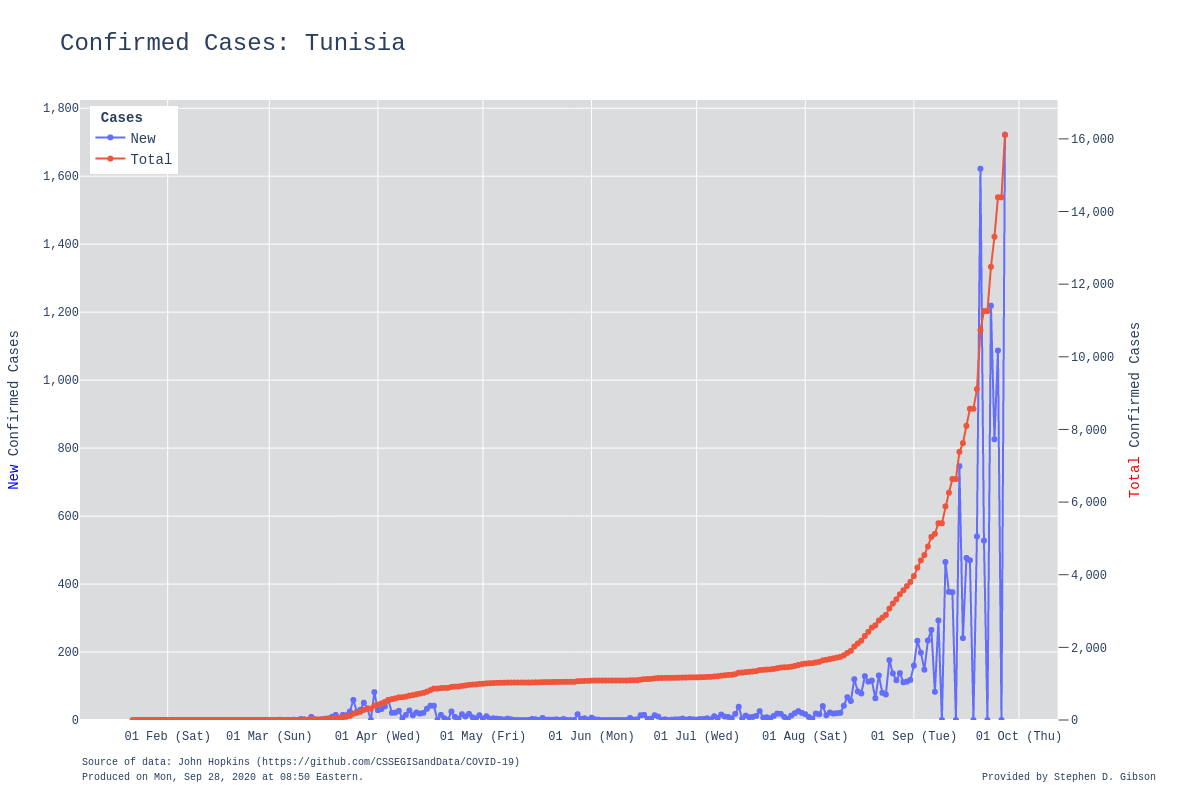 Confirmed Cases: Tunisia
Cases
New
Total
1,800
1,600
1,400
1,200
1,000
800
600
400
200
0
New Confirmed Cases
16,000
14,000
12,000
10,000
8,000
6,000
4,000
2,000
0
Total Confirmed Cases
01 Feb (Sat) 01 Mar (Sun) 01 Apr (Wed) 01 May (Fri) 01 Jun (Mon) 01 Jul (Wed) 01 Aug (Sat) 01 Sep (Tue) 01 Oct (Thu)
Source of data: John Hopkins (https://github.com/CSSEGISandData/COVID-19)
Produced on Mon, Sep 28, 2020 at 08:50 Eastern.
Provided by Stephen D. Gibson